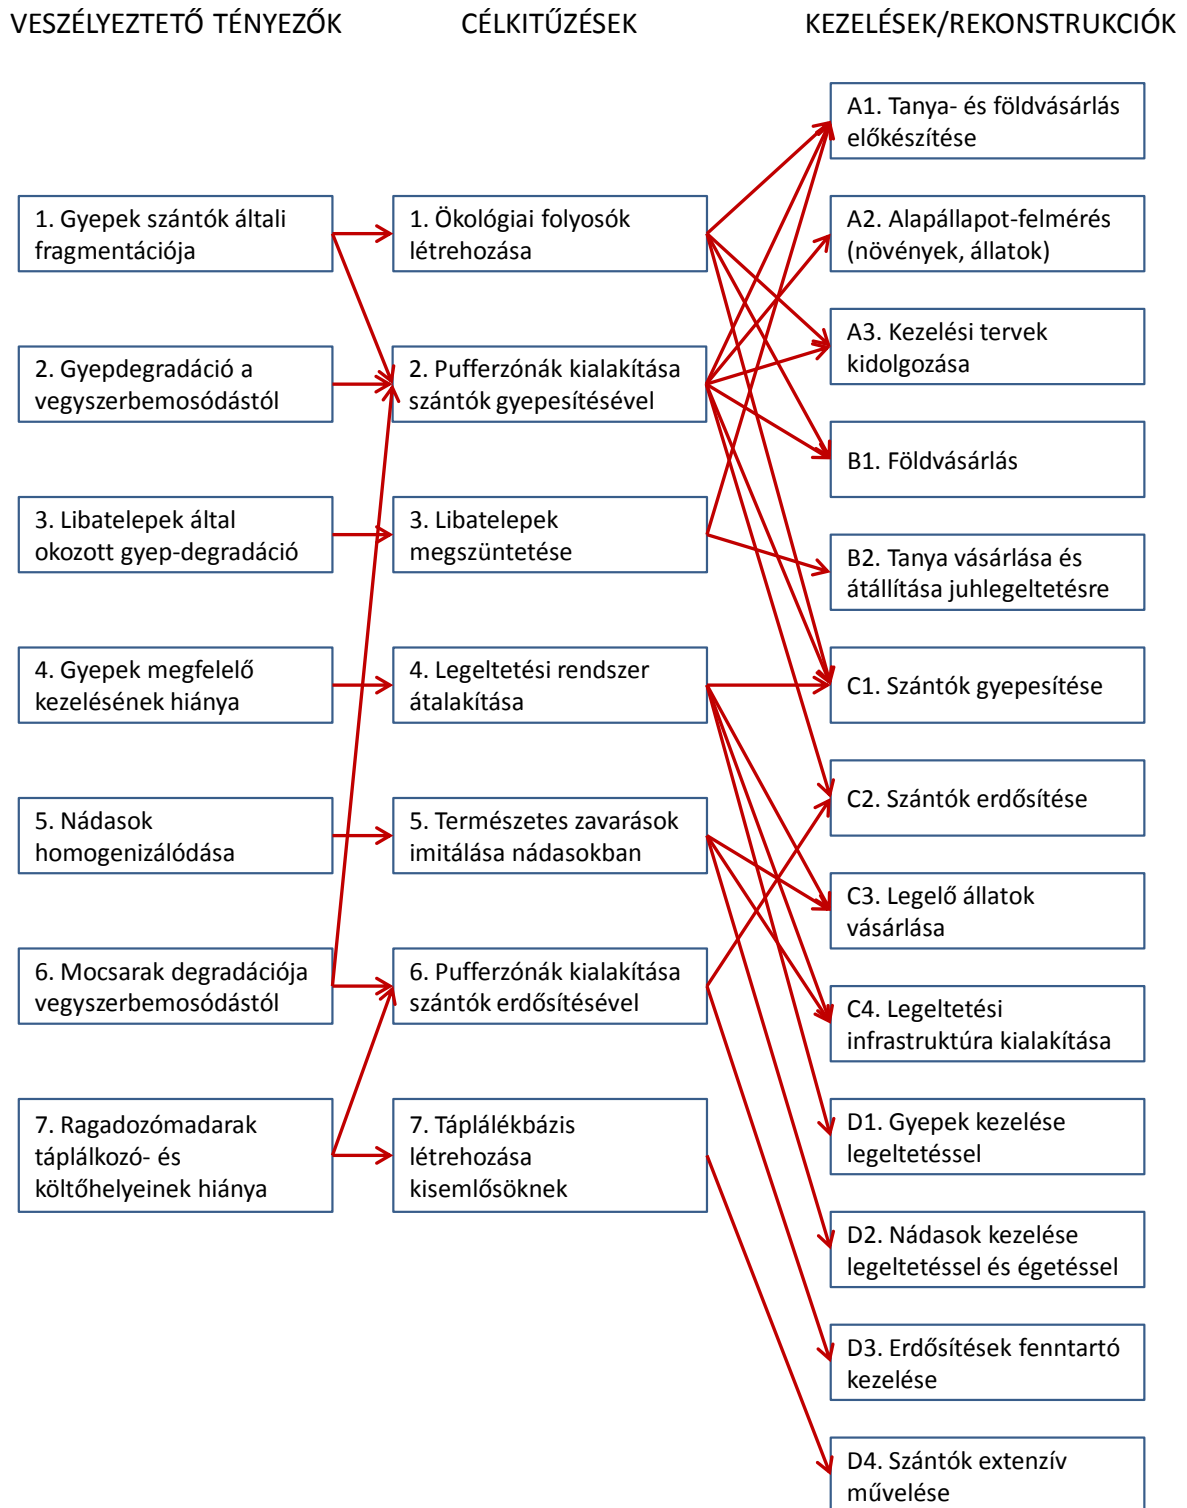 VESZÉLYEZTETŐ TÉNYEZŐK
CÉLKITŰZÉSEK
KEZELÉSEK/REKONSTRUKCIÓK
1. Gyepek szántók általi
fragmentációja
2. Gyepdegradáció a
vegyszerbemosódástól
3. Libatelepek által
okozott gyep-degradáció
4. Gyepek megfelelő
kezelésének hiánya
5. Nádasok
homogenizálódása
6. Mocsarak degradációja
vegyszerbemosódástól
7. Ragadozómadarak
táplálkozó- és
költőhelyeinek hiánya
1. Ökológiai folyosók
létrehozása
2. Pufferzónák kialakítása
szántók gyepesítésével
3. Libatelepek
megszüntetése
4. Legeltetési rendszer
átalakítása
5. Természetes zavarások
imitálása nádasokban
6. Pufferzónák kialakítása
szántók erdősítésével
7. Táplálékbázis
létrehozása
kisemlősöknek
A1. Tanya- és földvásárlás
előkészítése
A2. Alapállapot-felmérés
(növények, állatok)
A3. Kezelési tervek
kidolgozása
B1. Földvásárlás
B2. Tanya vásárlása és
átállítása juhlegeltetésre
C1. Szántók gyepesítése
C2. Szántók erdősítése
C3. Legelő állatok
vásárlása
C4. Legeltetési
infrastruktúra kialakítása
D1. Gyepek kezelése
legeltetéssel
D2. Nádasok kezelése
legeltetéssel és égetéssel
D3. Erdősítések fenntartó
kezelése
D4. Szántók extenzív
művelése